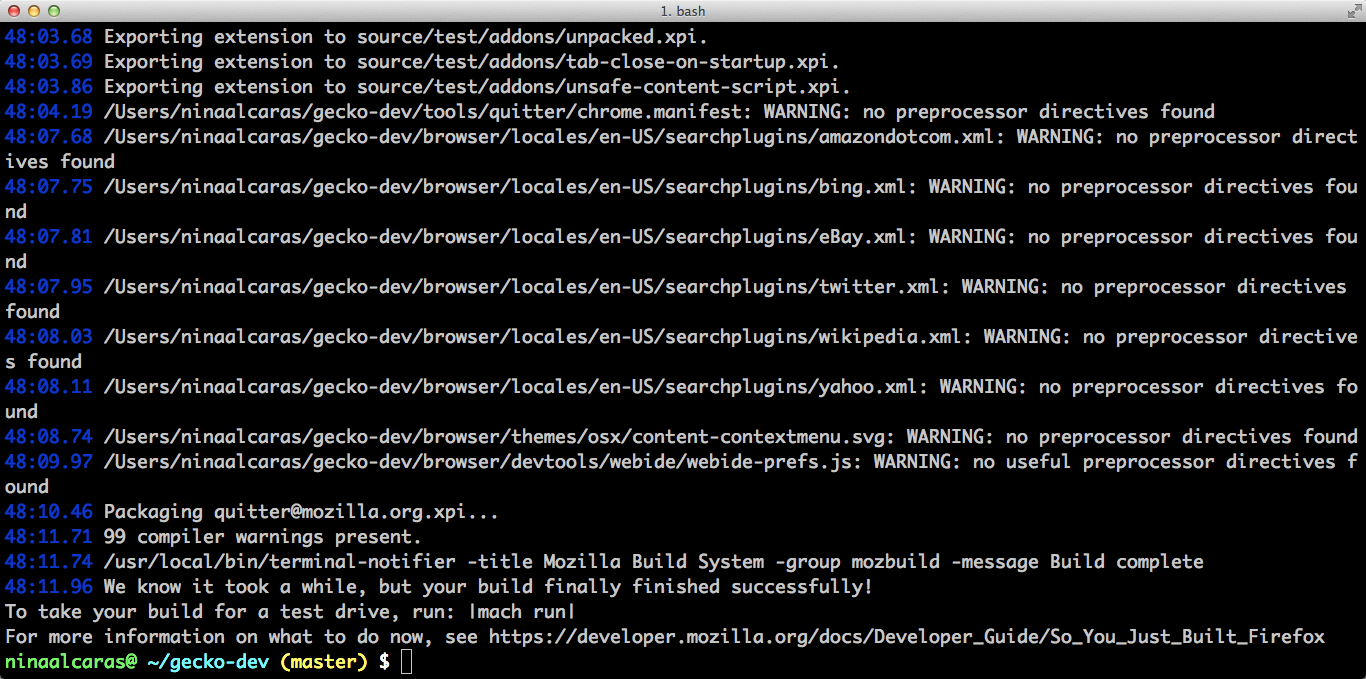 1. bash
48:03.68 Exporting extension to source/test/addons/unpacked.xpi.
48:03.69 Exporting extension to source/test/addons/tab-close-on-startup.xpi.
48:03.86 Exporting extension to source/test/addons/unsafe-content-script.xpi.
48:04.19 /Users/ninaalcaras/gecko-dev/tools/quitter/chrome.manifest: WARNING: no preprocessor directives found
48:07.68 /Users/ninaalcaras/gecko-dev/browser/locales/en-US/searchplugins/amazondotcom.xml: WARNING: no preprocessor direct
ives found
48:07.75 /Users/ninaalcaras/gecko-dev/browser/locales/en-US/searchplugins/bing.xml: WARNING: no preprocessor directives fou
nd
48:07.81 /Users/ninaalcaras/gecko-dev/browser/locales/en-US/searchplugins/eBay.xml: WARNING: no preprocessor directives fou
nd
48:07.95 /Users/ninaalcaras/gecko-dev/browser/locales/en-US/searchplugins/twitter.xml: WARNING: no preprocessor directives
found
48:08.03 /Users/ninaalcaras/gecko-dev/browser/locales/en-US/searchplugins/wikipedia.xml: WARNING: no preprocessor directive
s found
48:08.11 /Users/ninaalcaras/gecko-dev/browser/locales/en-US/searchplugins/yahoo.xml: WARNING: no preprocessor directives fo
und
48:08.74 /Users/ninaalcaras/gecko-dev/browser/themes/osx/content-contextmenu.svg: WARNING: no preprocessor directives found
48:09.97 /Users/ninaalcaras/gecko-dev/browser/devtools/webide/webide-prefs.js: WARNING: no useful preprocessor directives f
ound
48:10.46 Packaging quitter@mozilla.org.xpi...
48:11.71 99 compiler warnings present.
48:11.74 /usr/local/bin/terminal-notifier -title Mozilla Build System -group mozbuild -message Build complete
48:11.96 We know it took a while, but your build finally finished successfully!
To take your build for a test drive, run: |mach run|
For more information on what to do now, see https://developer.mozilla.org/docs/Developer_Guide/So_You_Just_Built_Firefox
ninaalcaras@ ~/gecko-dev (master) $